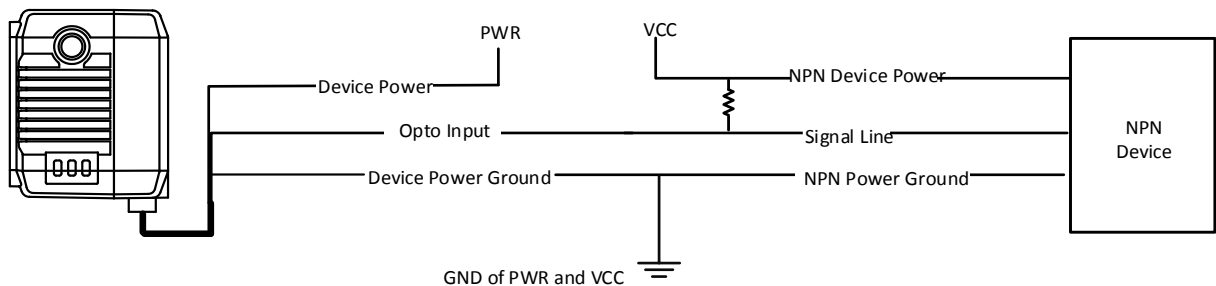 PWR
VCC
Device Power
NPN Device Power
Opto Input
Signal Line
NPN
Device
Device Power Ground
NPN Power Ground
GND of PWR and VCC